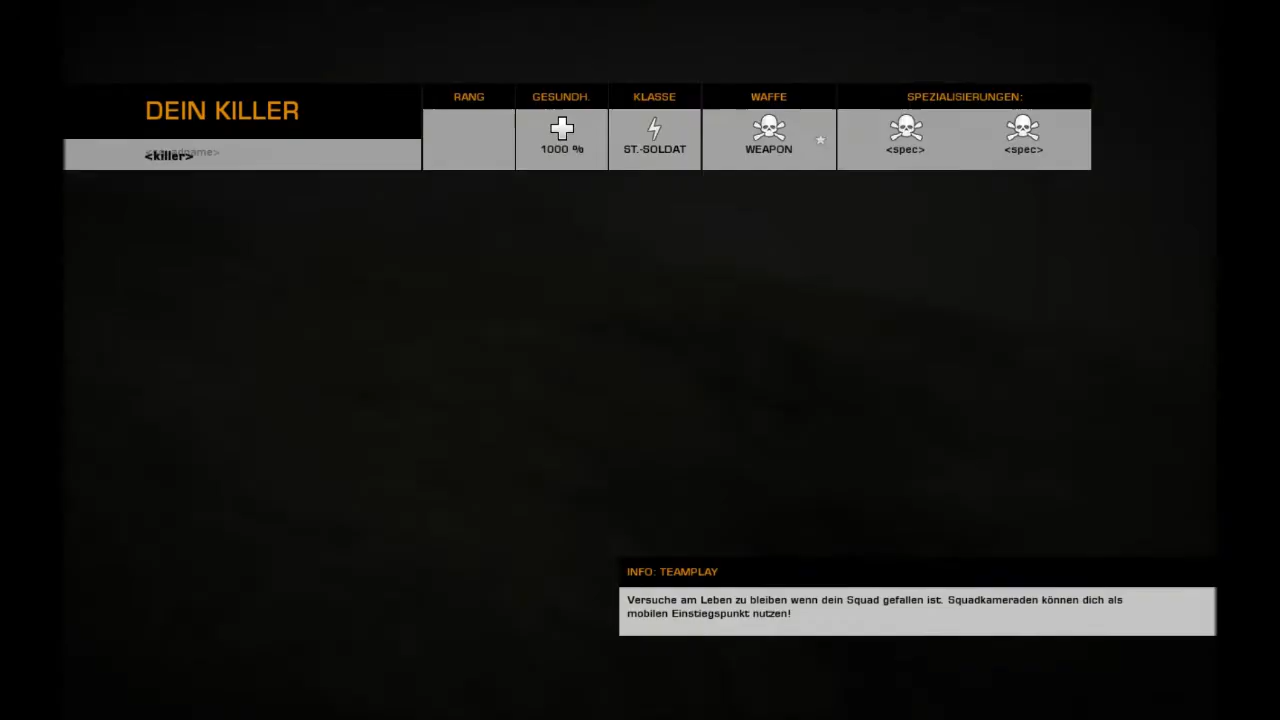 DEIN KILLER
<killer>
RANG
GESUNDH.
1000 %
KLASSE
ST.-SOLDAT
WAFFE
WEAPON
SPEZIALISIERUNGEN:
<spec>
<spec>
INFO: TEAMPLAY
Versuche am Leben zu bleiben wenn dein Squad gefallen ist. Squadkameraden können dich als
mobilen Einstiegspunkt nutzen!